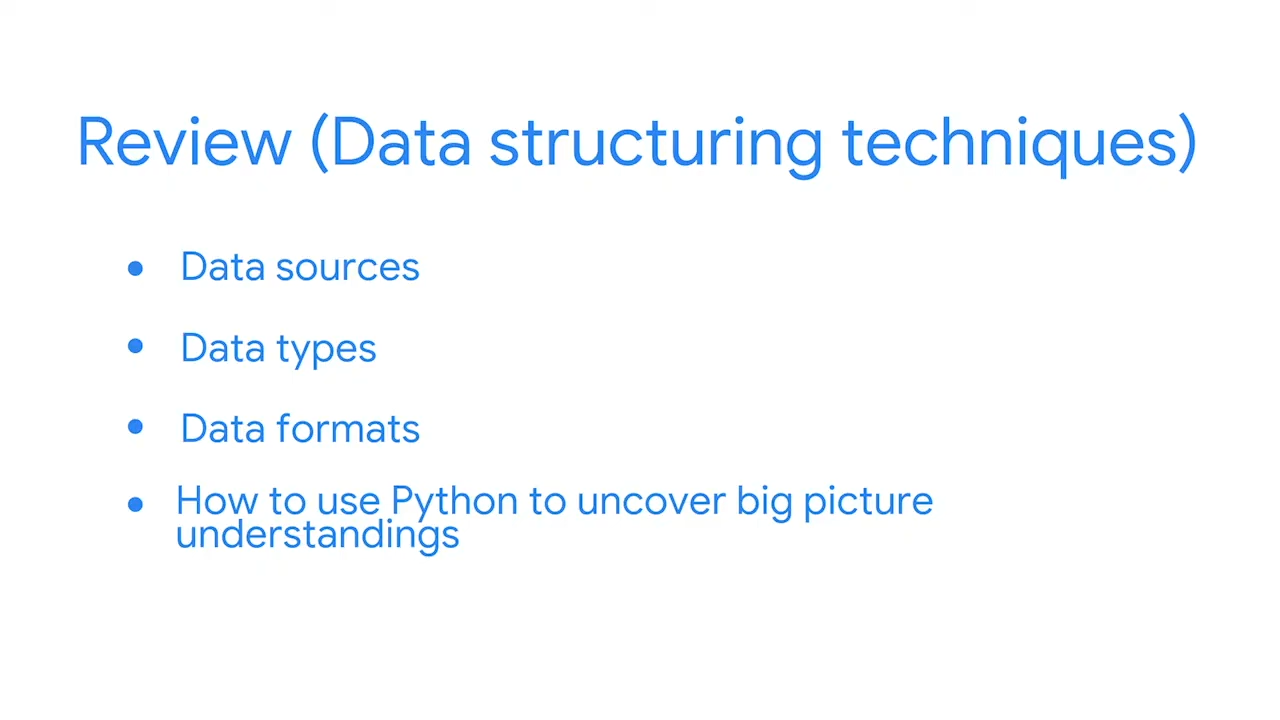 Review (Data structuring techniques)
• Data sources
• Data types
• Data formats
• How to use Python to uncover big picture
understandings